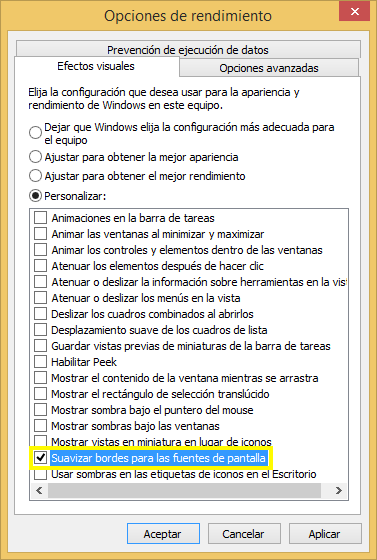 Opciones de rendimiento
Prevención de ejecución de datos
Efectos visuales
Opciones avanzadas
Elija la configuración que desea usar para la apariencia y
rendimiento de Windows en este equipo.
Dejar que Windows elija la configuración más adecuada para
el equipo
Ajustar para obtener la mejor apariencia
Ajustar para obtener el mejor rendimiento
Personalizar:
Animaciones en la barra de tareas
Animar las ventanas al minimizar y maximizar
Animar los controles y elementos dentro de las ventanas
Atenuar los elementos después de hacer clic
Atenuar o deslizar la información sobre herramientas en la vist
Atenuar o deslizar los menús en la vista
Deslizar los cuadros combinados al abrirlos
Desplazamiento suave de los cuadros de lista
Guardar vistas previas de miniaturas de la barra de tareas
Habilitar Peek
Mostrar el contenido de la ventana mientras se arrastra
Mostrar el rectángulo de selección translúcido
Mostrar sombra bajo el puntero del mouse
Mostrar sombras bajo las ventanas
Mostrar vistas en miniatura en lugar de iconos
Suavizar bordes para las fuentes de pantalla
Usar sombras en las etiquetas de iconos en el Escritorio
Aceptar
Cancelar
Aplicar